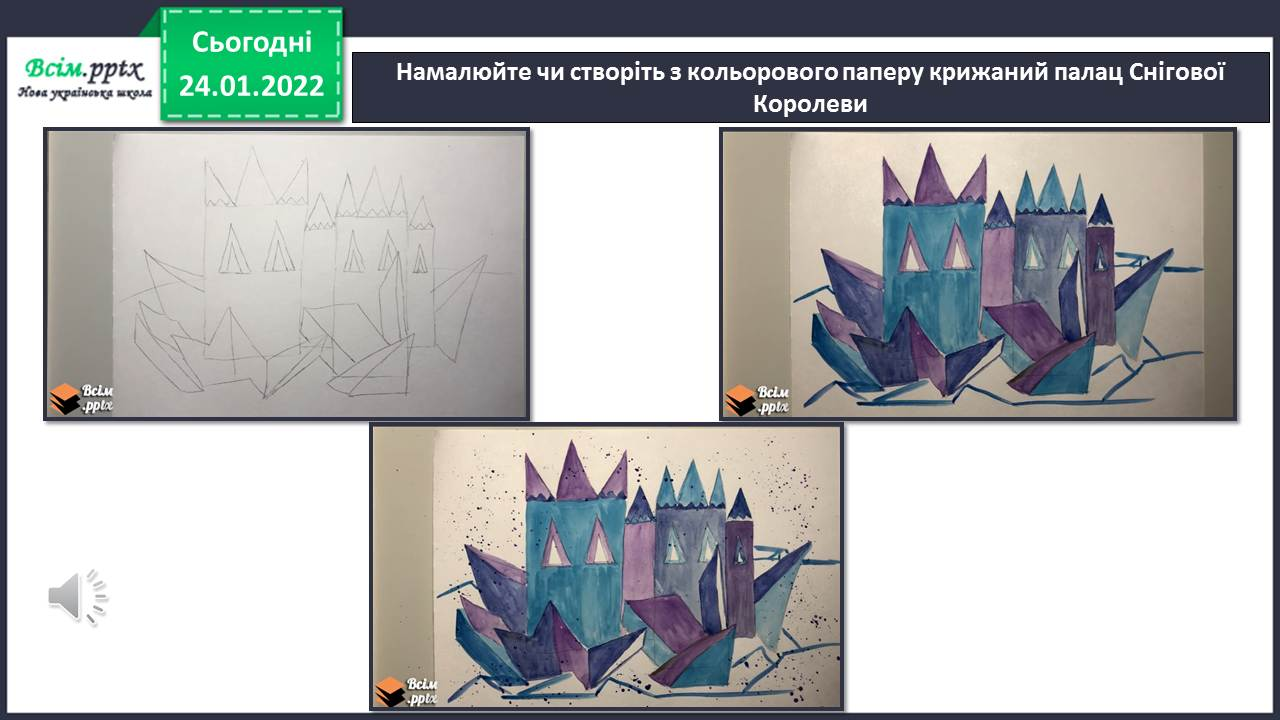 Сьогодні
24.01.2022
Всім.pptx
Нова українська школа
Намалюйте чи створіть з кольорового паперу крижаний палац Снігової
Королеви
Всім
.pptx
Всім
.pptx
Всім
.pptx